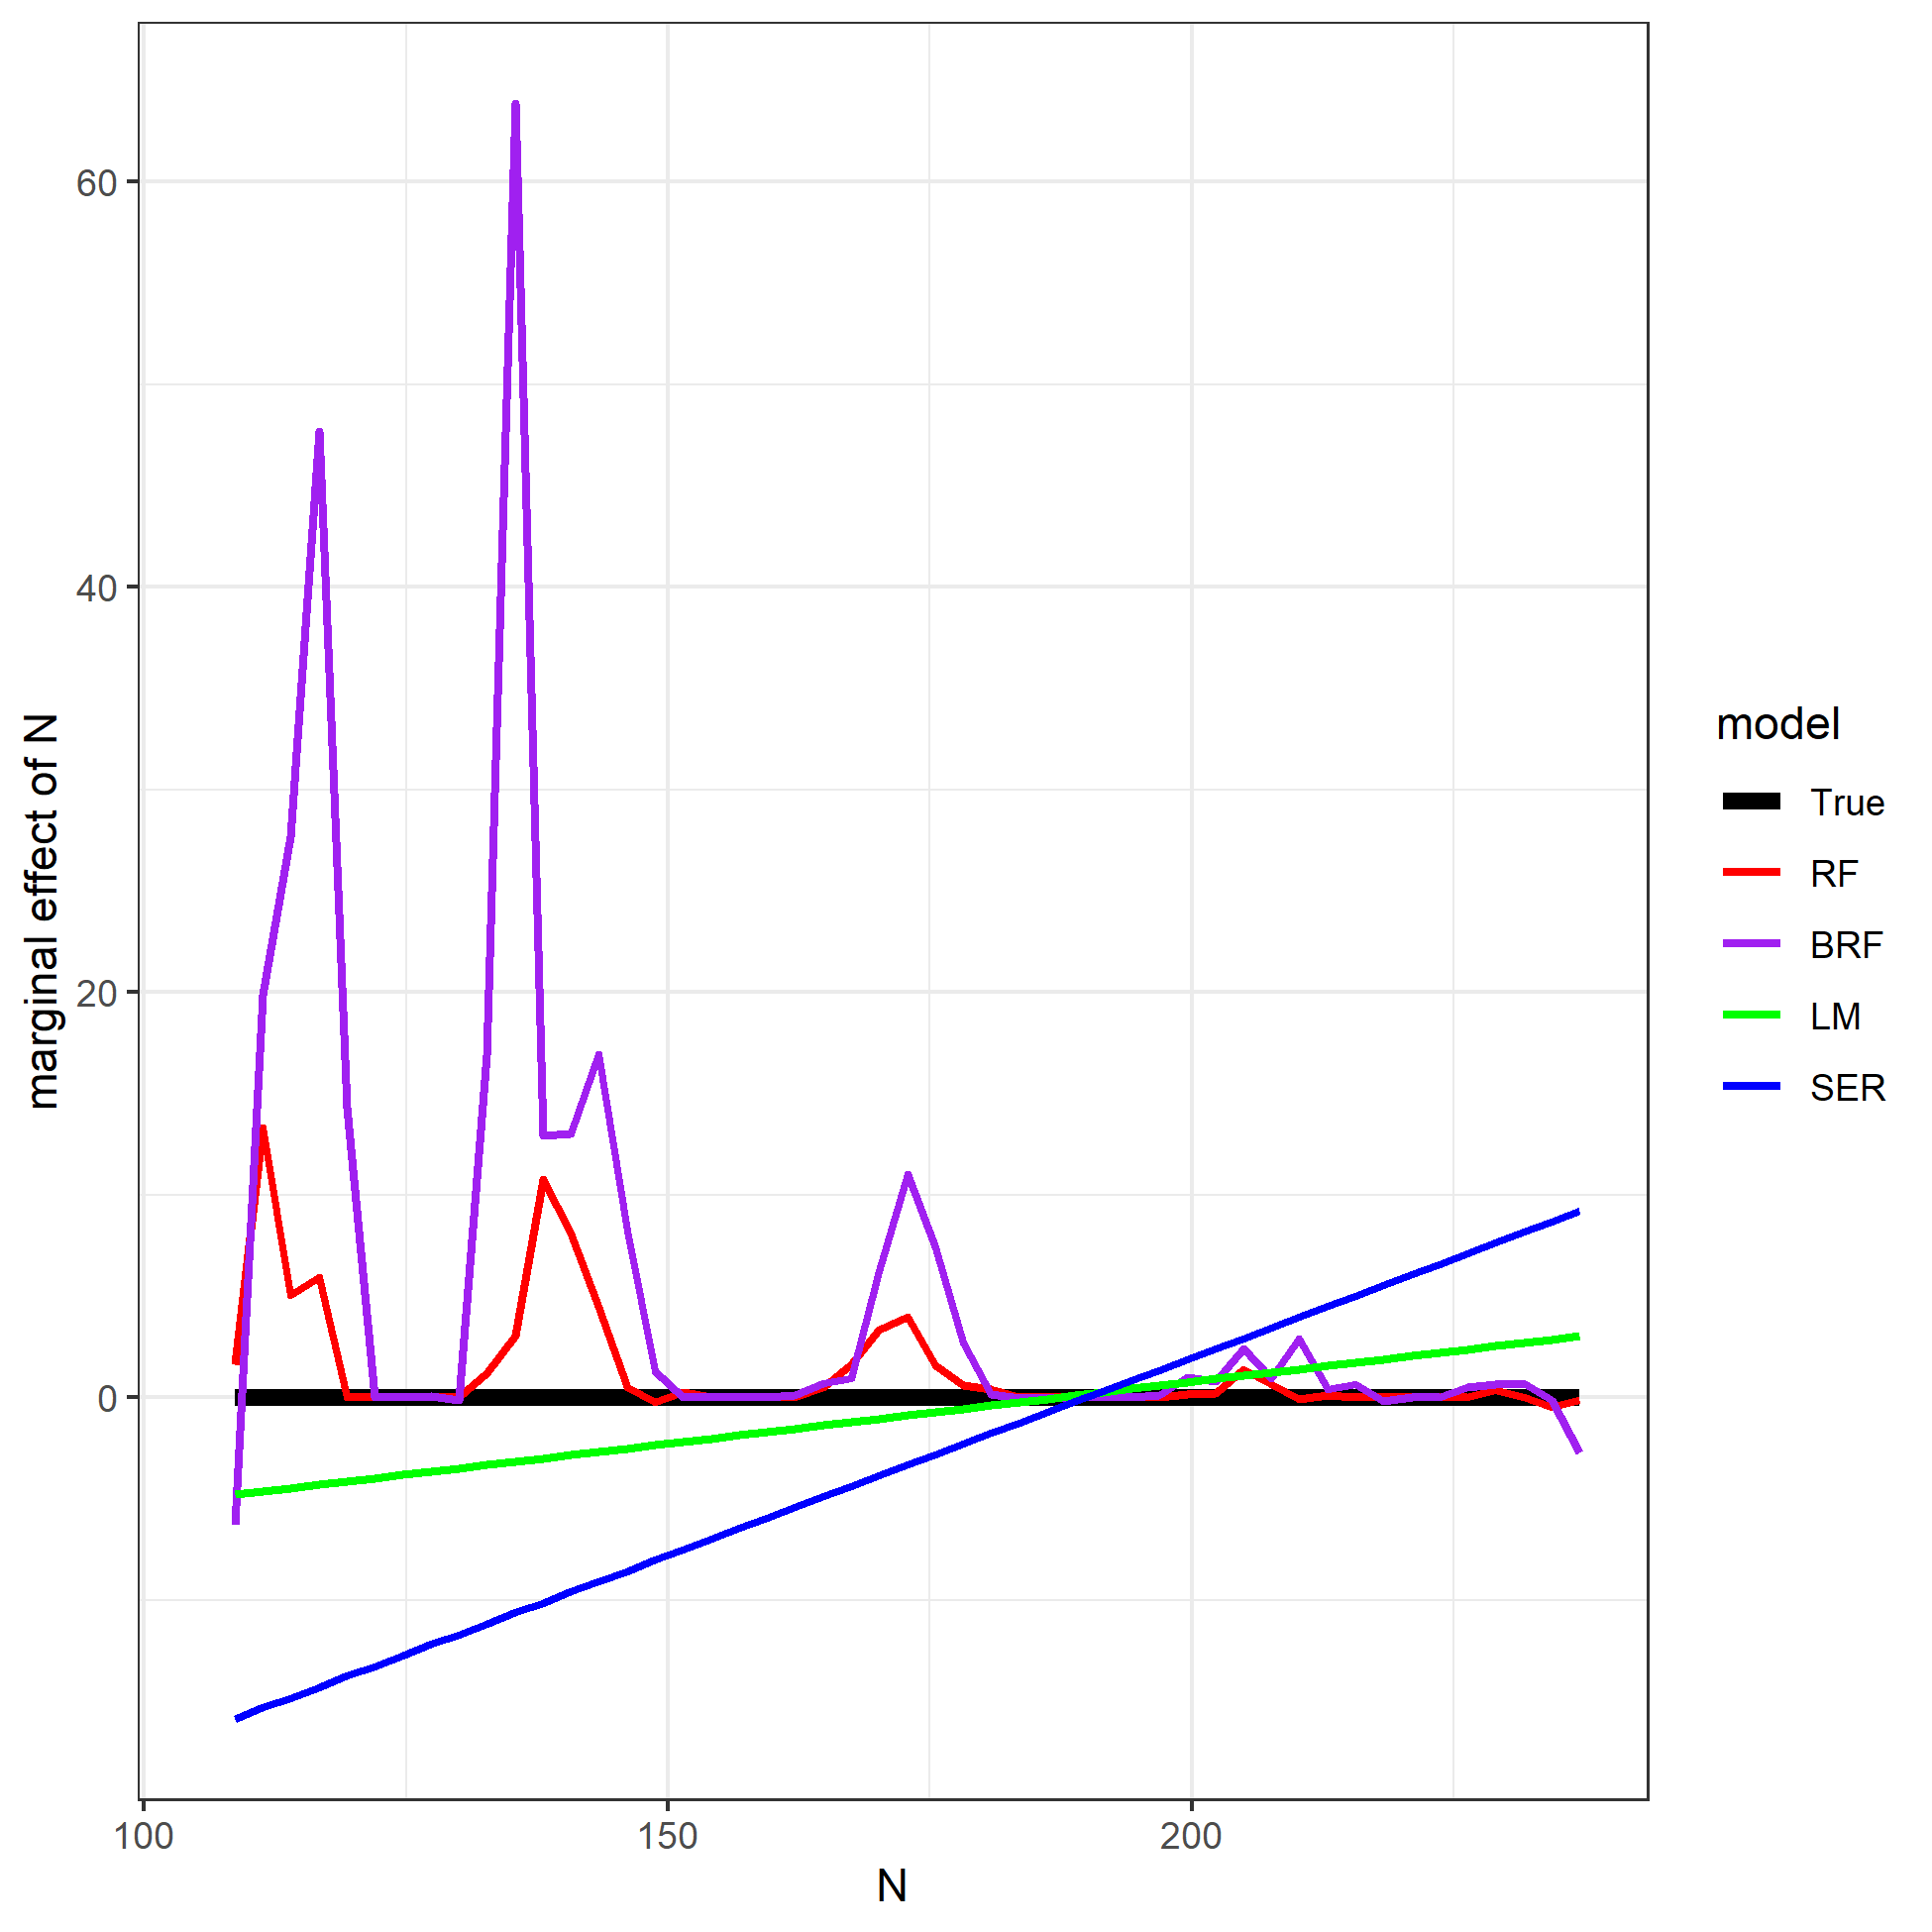 marginal effect of N
60
40
20
0
100
150
200
N
model
True
RF
BRF
LM
SER